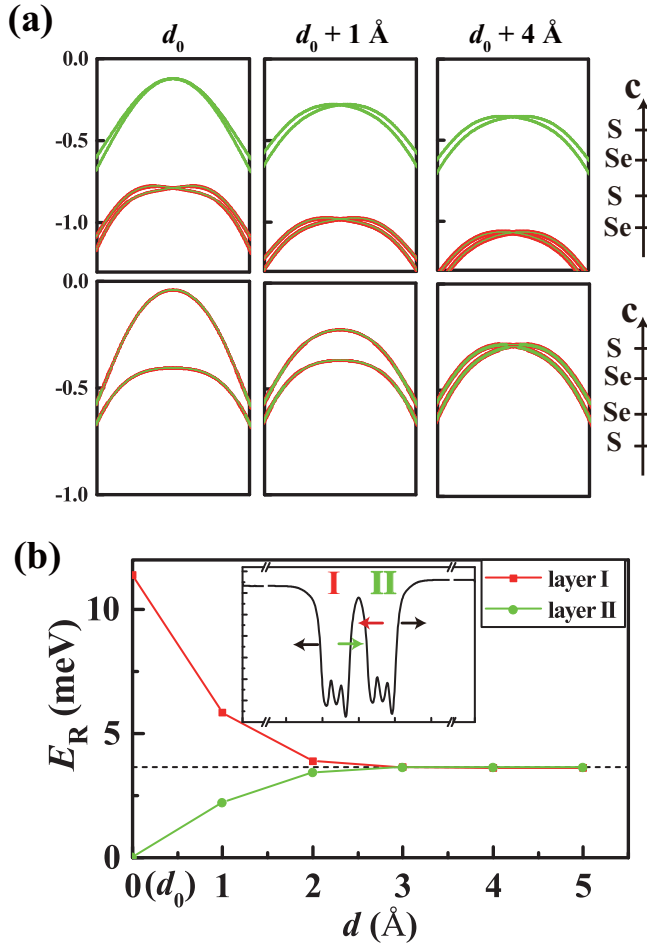 (a)
d0 d0 + 1 Å d0 + 4 Å
0.0
-0.5
-1.0
c
S
Se
S
Se
0.0
-0.5
-1.0
c
S
Se
Se
S
(b)
I II
layer I
layer II
10
5
0
ER (meV)
0(d0) 1 2 3 4 5
d (Å)